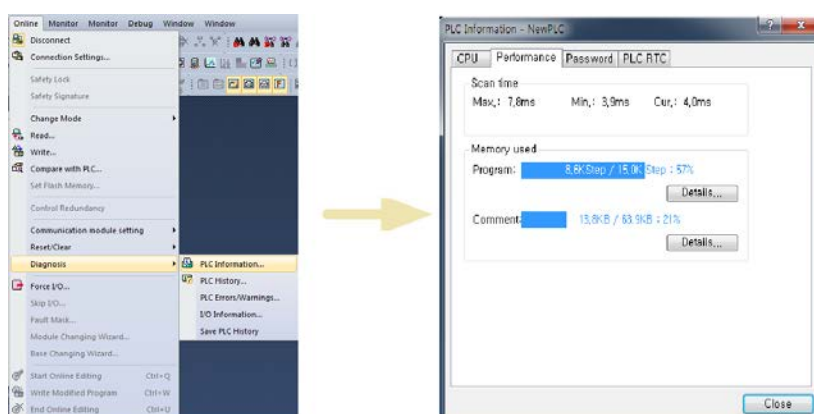 Online Monitor Monitor Debug Window Window
Disconnect
Connection Settings...
Safety Lock
Safety Signature
Change Mode
Read...
Write...
Compare with PLC...
Set Flash Memory...
Control Redundancy
Communication module setting
Reset/Clear
Diagnosis
Force I/O...
Skip I/O...
Fault Mask...
Module Changing Wizard...
Base Changing Wizard...
Start Online Editing Ctrl+Q
Write Modified Program Ctrl+W
End Online Editing Ctrl+U
PLC Information...
PLC History...
PLC Errors/Warnings...
I/O Information...
Save PLC History
PLC Information - NewPLC
CPU Performance Password PLC RTC
Scan time
Max,: 7,8ms Min,: 3,9ms Cur,: 4,0ms
Memory used
Program: 8,6KStep / 15,0KStep : 57%
Details,,,
Comment: 13,8KB / 63,9KB : 21%
Details,,,
Close